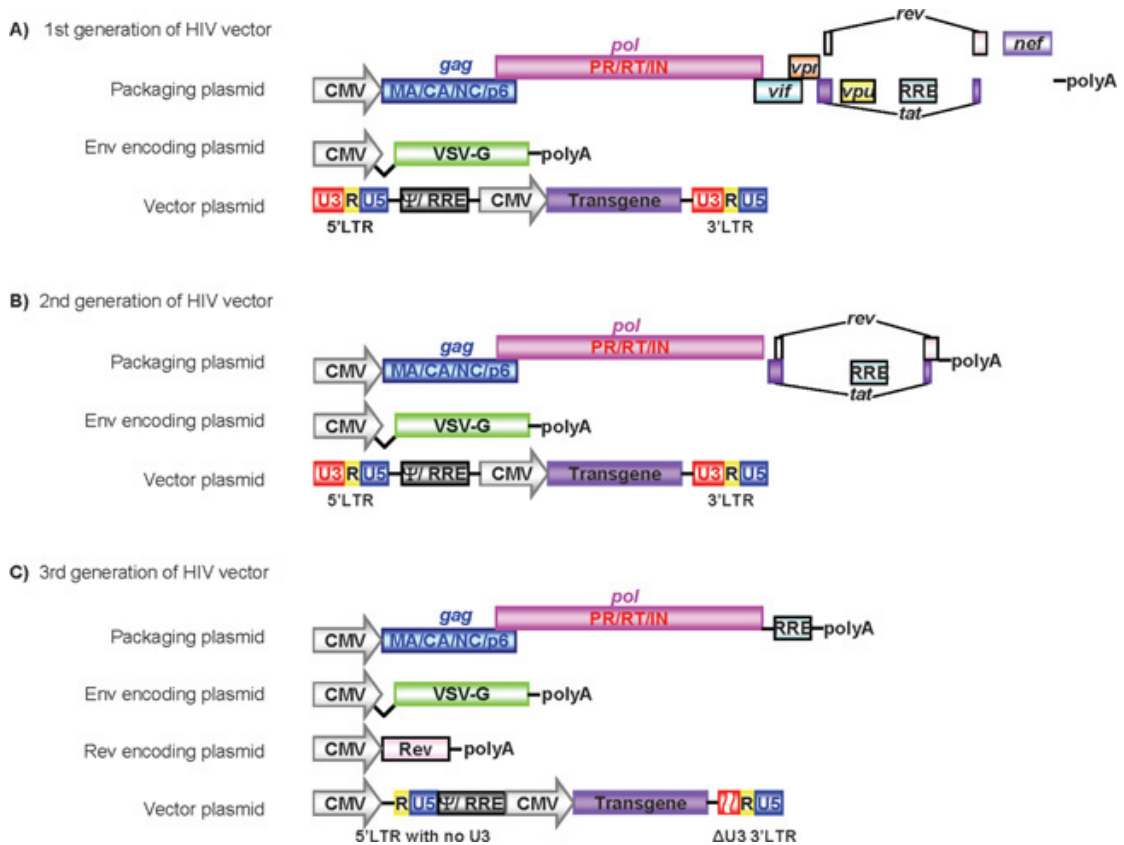 A) 1st generation of HIV vector
rev
pol
gag
PR/RT/IN
vpr
nef
Packaging plasmid
CMV
MA/CA/NC/p6
vif
vpu
RRE
polyA
tat
Env encoding plasmid
CMV
VSV-G
polyA
Vector plasmid
U3 R U5
Ψ/ RRE
CMV
Transgene
U3 R U5
5'LTR
3'LTR
B) 2nd generation of HIV vector
pol
rev
gag
PR/RT/IN
Packaging plasmid
CMV
MA/CA/NC/p6
RRE
polyA
tat
Env encoding plasmid
CMV
VSV-G
polyA
Vector plasmid
U3 R U5
Ψ/ RRE
CMV
Transgene
U3 R U5
5'LTR
3'LTR
C) 3rd generation of HIV vector
pol
gag
PR/RT/IN
Packaging plasmid
CMV
MA/CA/NC/p6
RRE
polyA
Env encoding plasmid
CMV
VSV-G
polyA
Rev encoding plasmid
CMV
Rev
polyA
Vector plasmid
CMV
R U5
Ψ/ RRE
CMV
Transgene
R U5
5'LTR with no U3
ΔU3 3'LTR